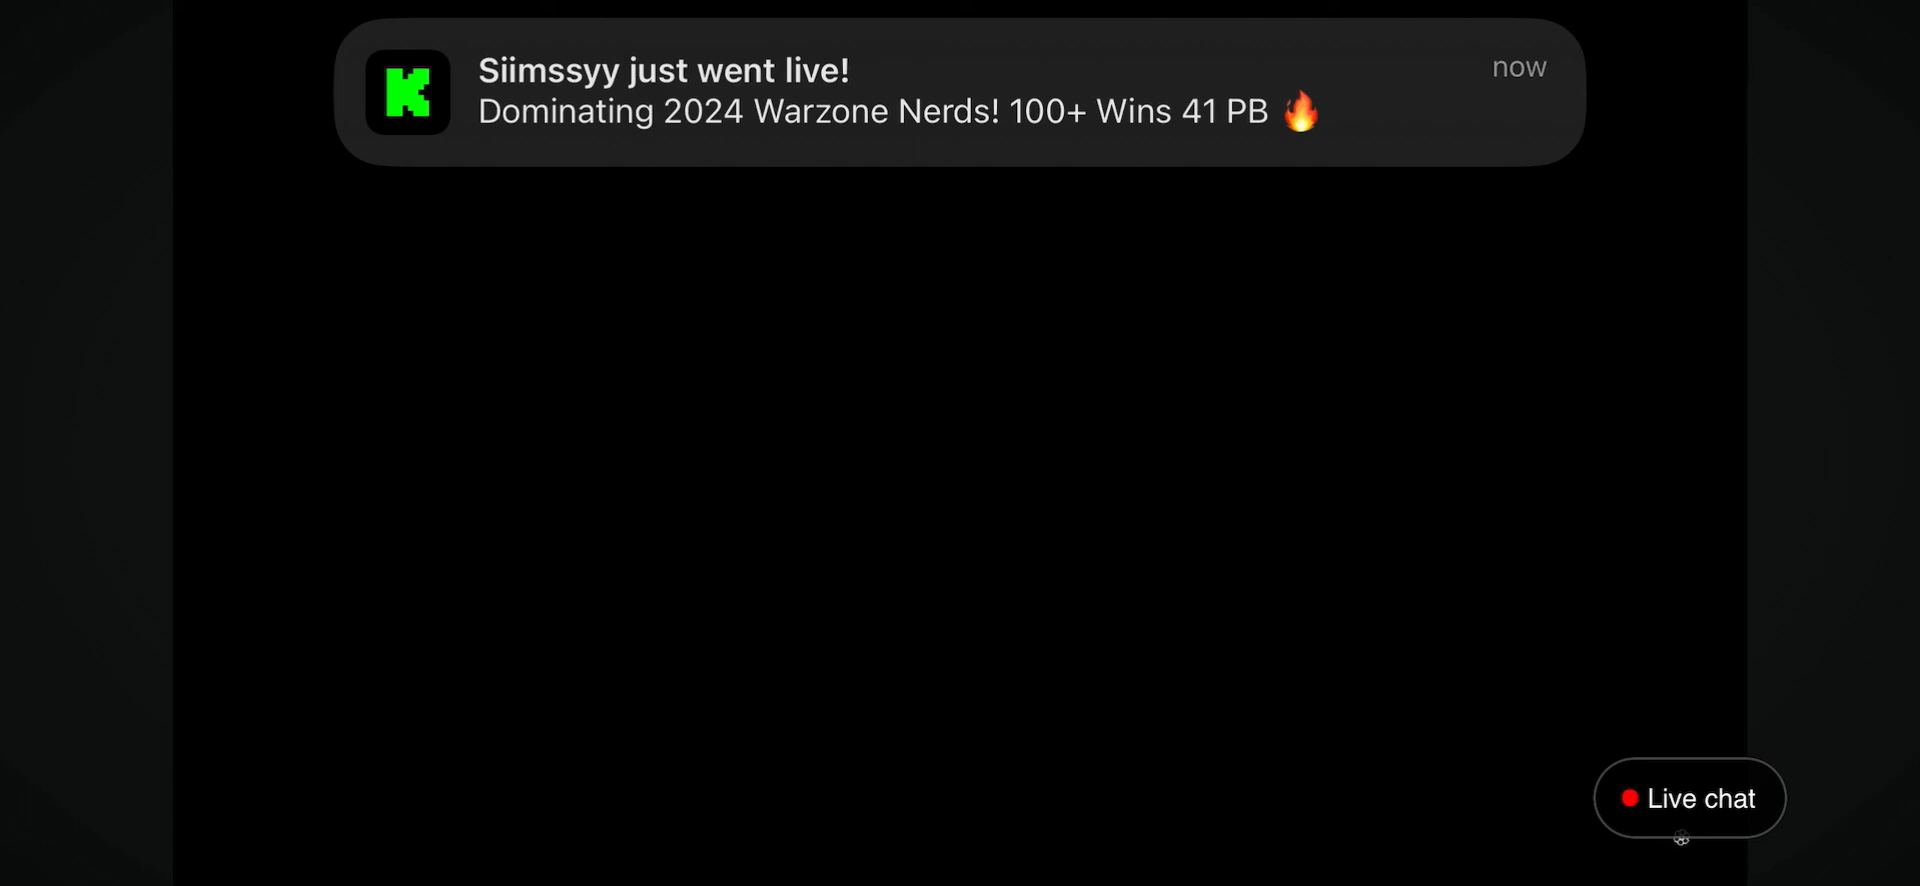 Siimssyy just went live!
now
Dominating 2024 Warzone Nerds! 100+ Wins 41 PB 🔥
Live chat